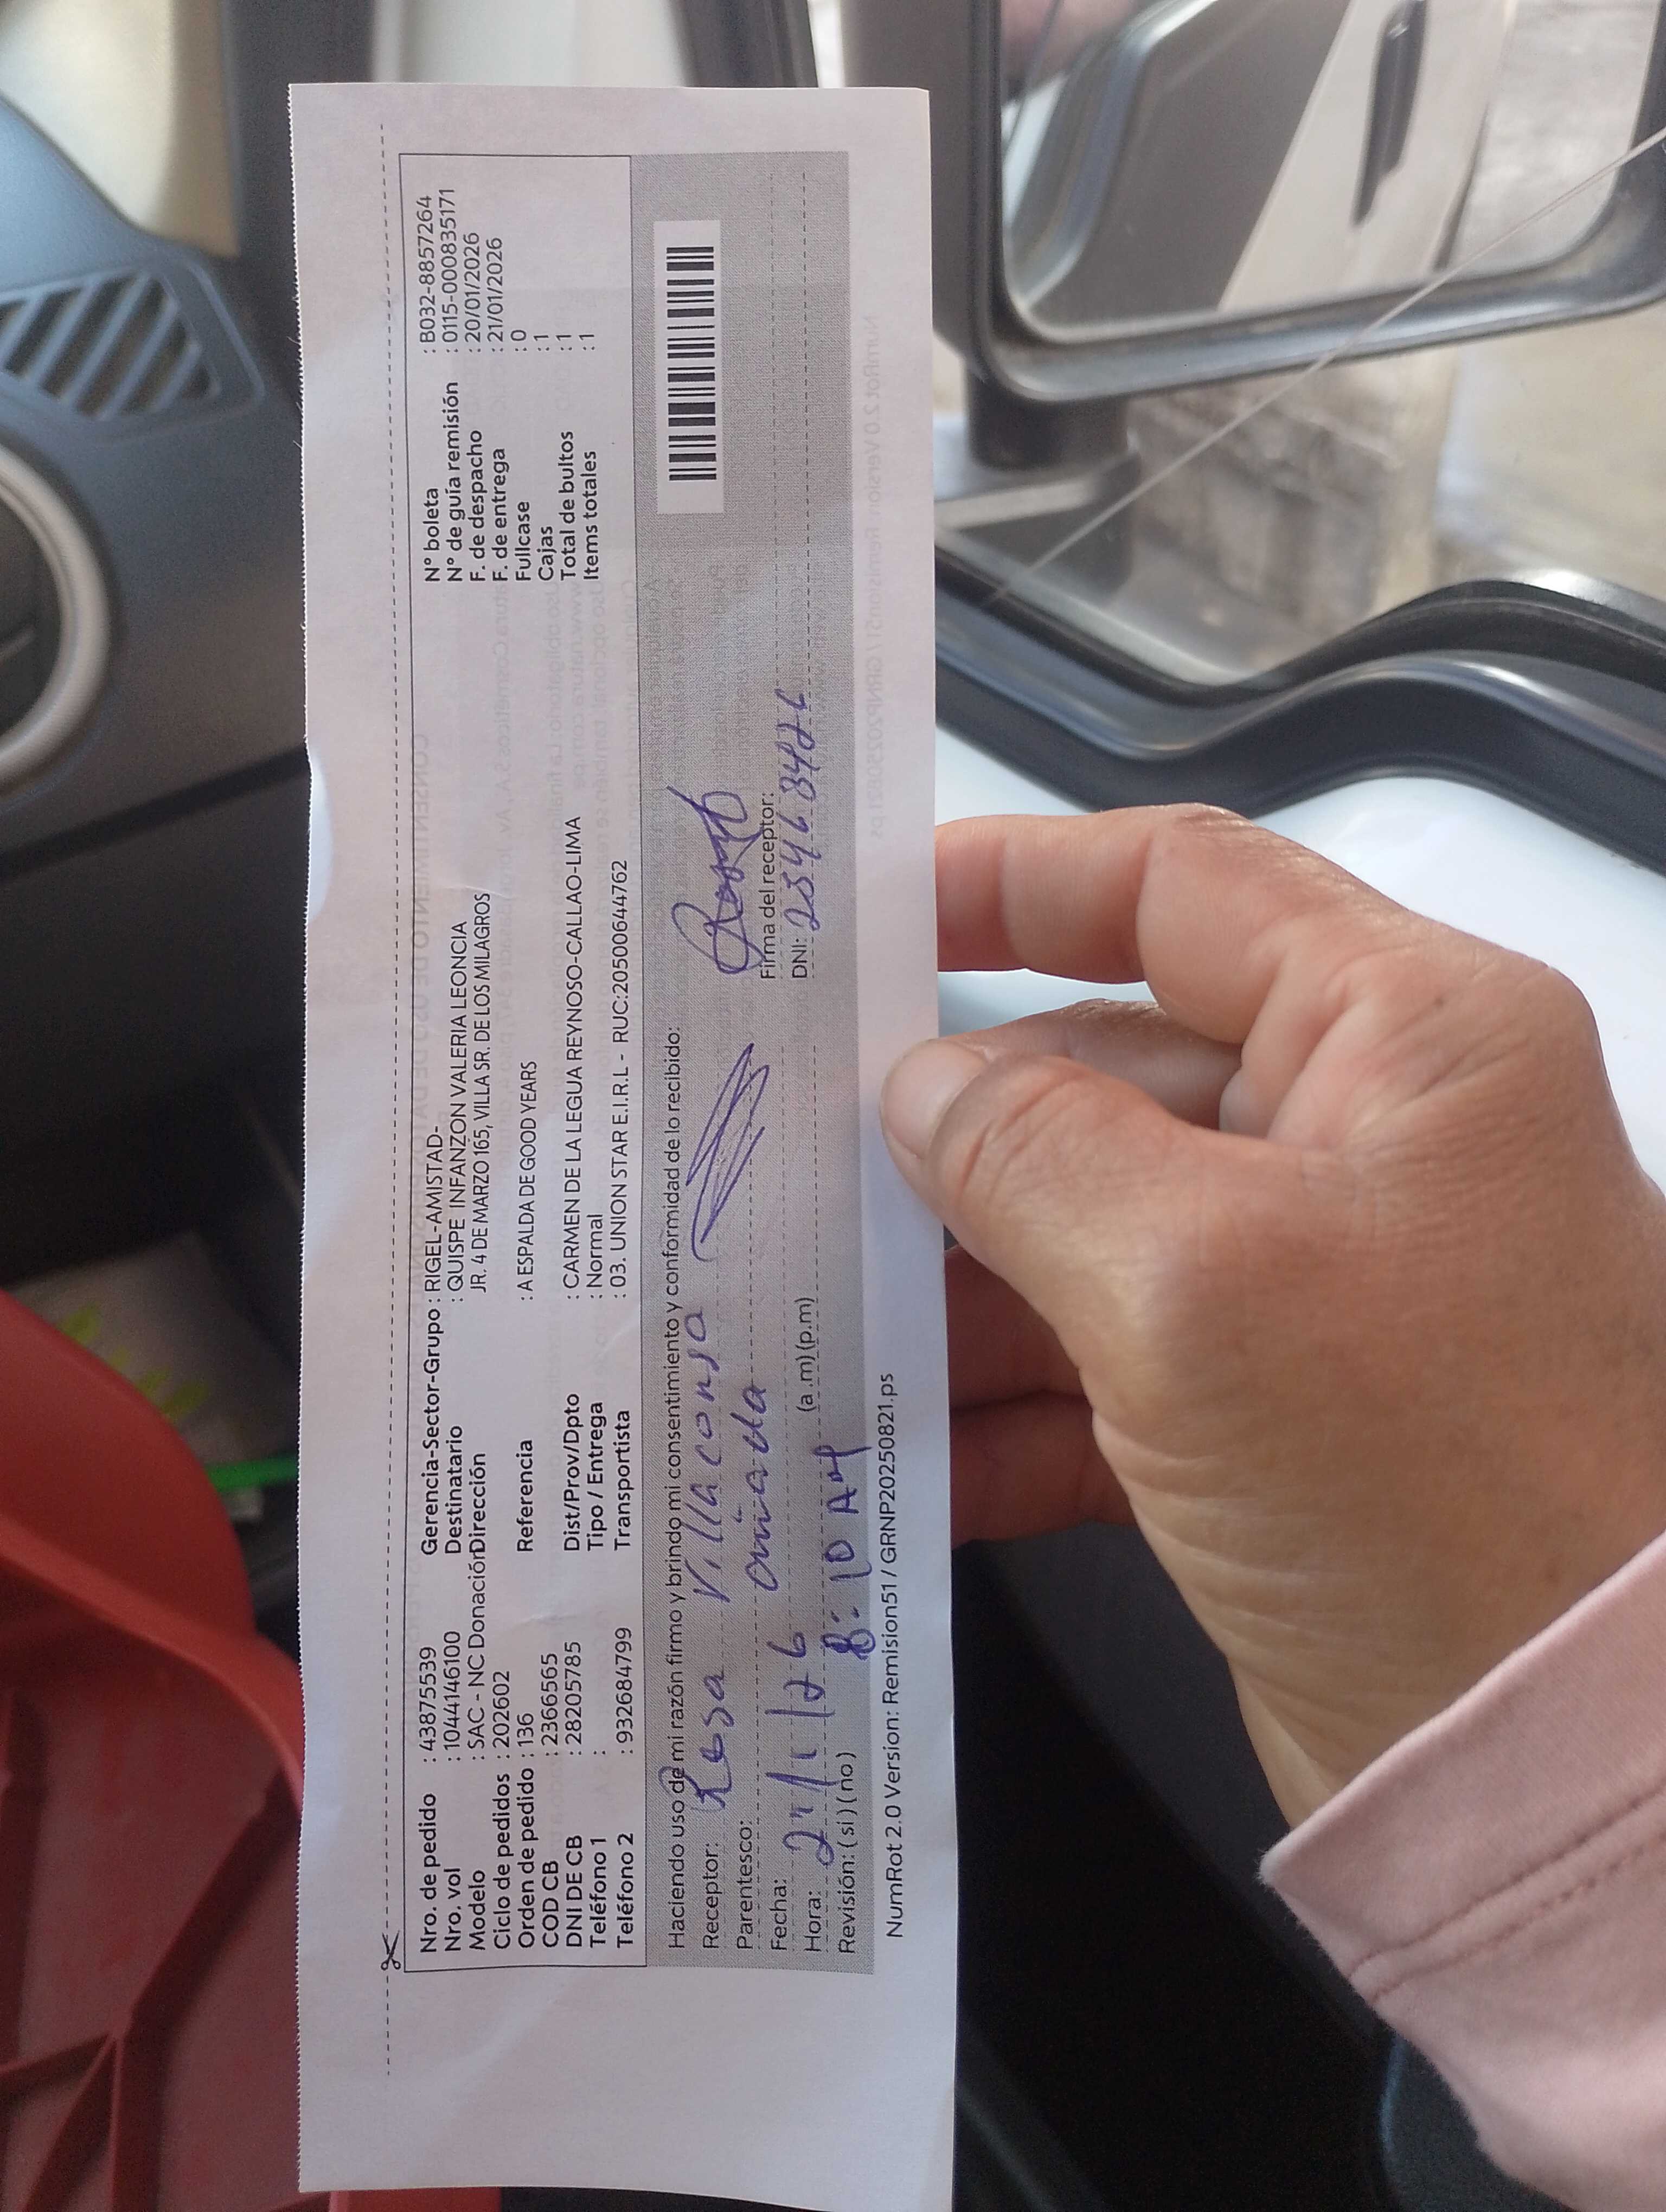 Nro. de pedido : 43875539 Gerencia-Sector-Grupo : RIGEL-AMISTAD- N° boleta : B032-8857264
Nro. vol : 1044146100 Destinatario : QUISPE INFANZON VALERIA LEONCIA N° de guía remisión : 0115-0000835171
Modelo : SAC - NC Donación Dirección JR. 4 DE MARZO 165, VILLA SR. DE LOS MILAGROS F. de despacho : 20/01/2026
Ciclo de pedidos : 202602 F. de entrega : 21/01/2026
Orden de pedido : 136 Referencia : A ESPALDA DE GOOD YEARS Fullcase : 0
COD CB : 2366565 Cajas : 1
DNI DE CB : 28205785 Dist/Prov/Dpto : CARMEN DE LA LEGUA REYNOSO-CALLAO-LIMA Total de bultos : 1
Teléfono 1 : Tipo / Entrega : Normal Items totales : 1
Teléfono 2 : 932684799 Transportista : 03. UNION STAR E.I.R.L - RUC:20500644762
Haciendo uso de mi razón firmo y brindo mi consentimiento y conformidad de lo recibido:
Receptor: Rosa Villaconsa
Parentesco: cuñada
Firma del receptor:
Fecha: 21/1/26
DNI:
Hora: 8:10 AM (a.m) (p.m)
Revisión: ( si ) ( no )
NumRot 2.0 Version: Remision51 / GRNP20250821.ps